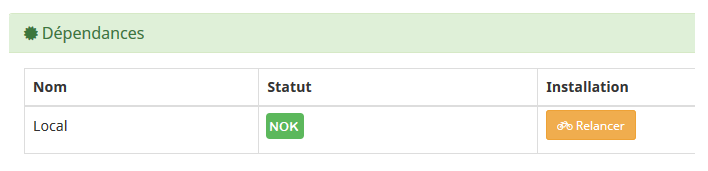 Dépendances
Nom Statut Installation
Local NOK Relancer